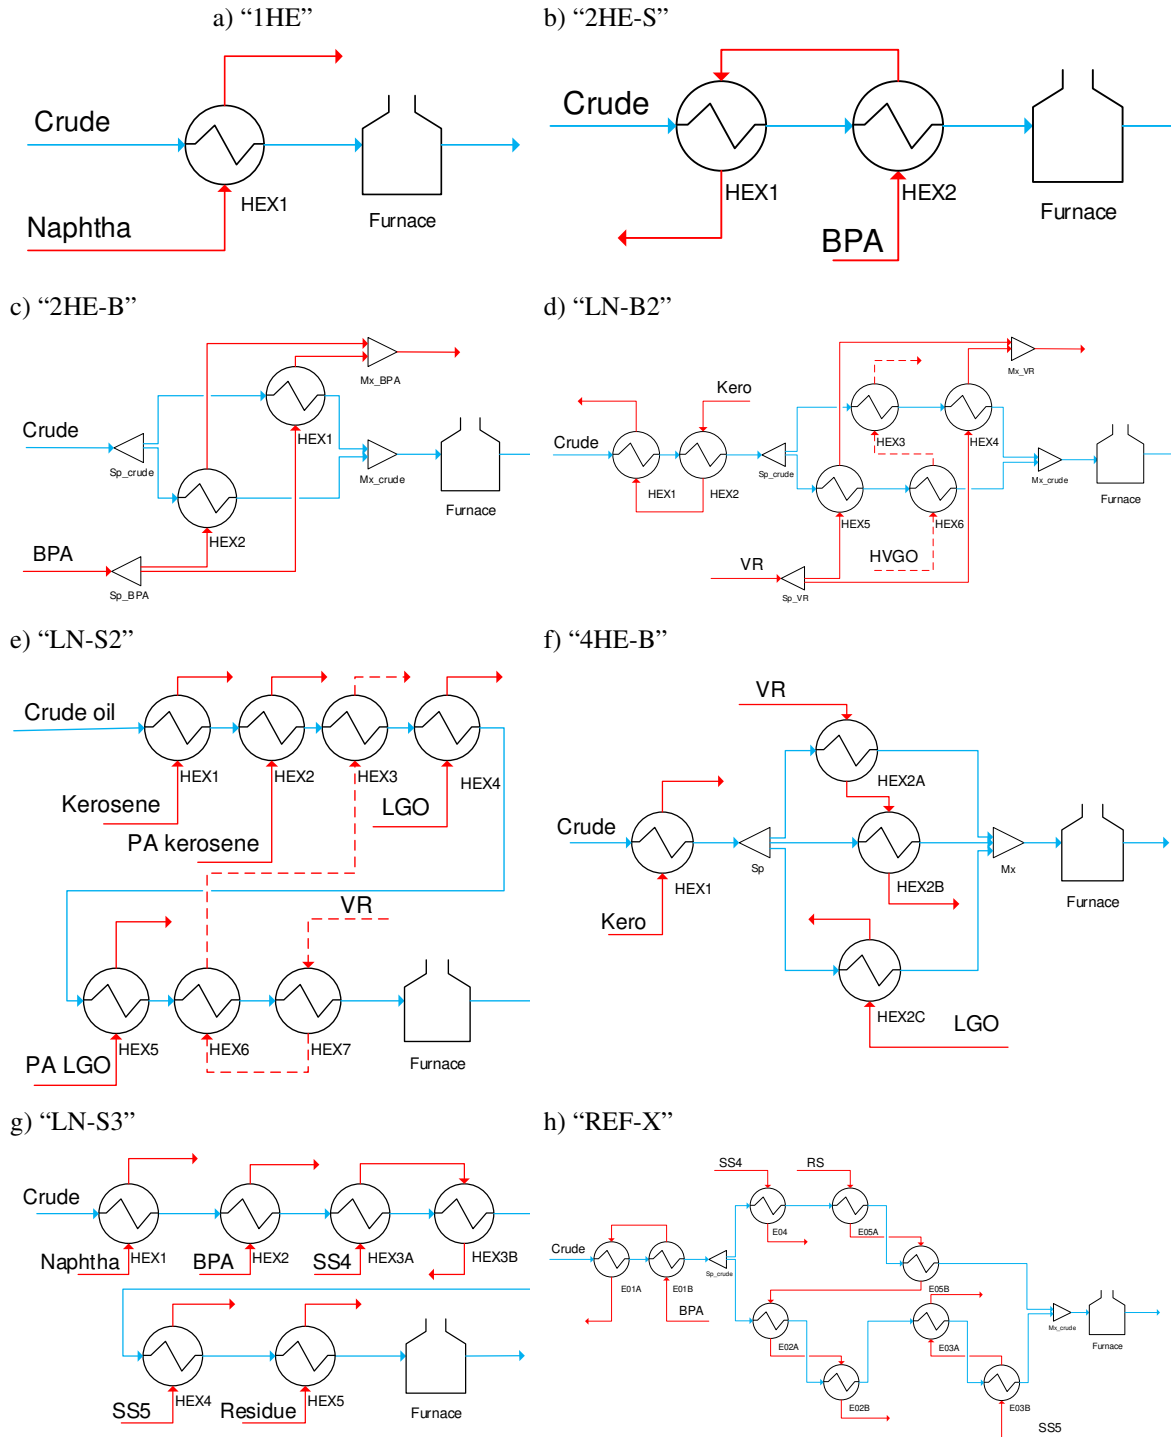 a) “1HE”
Crude
HEX1
Naphtha
Furnace
b) “2HE-S”
Crude
HEX1
HEX2
BPA
Furnace
c) “2HE-B”
Mx_BPA
HEX1
Crude
Sp_crude
Mx_crude
HEX2
Furnace
BPA
Sp_BPA
d) “LN-B2”
Mx_VR
Kero
HEX3
HEX4
Crude
Sp_crude
HEX1
HEX2
Mx_crude
Furnace
HEX5
HEX6
HVGO
VR
Sp_VR
e) “LN-S2”
Crude oil
HEX1
HEX2
HEX3
HEX4
Kerosene
LGO
PA kerosene
VR
HEX5
HEX6
HEX7
PA LGO
Furnace
f) “4HE-B”
VR
HEX2A
Crude
Sp
Mx
HEX1
HEX2B
Furnace
Kero
HEX2C
LGO
g) “LN-S3”
Crude
Naphtha
HEX1
BPA
HEX2
SS4
HEX3A
HEX3B
SS5
HEX4
Residue
HEX5
Furnace
h) “REF-X”
SS4
RS
E04
E05A
Crude
Sp_crude
E01A
E01B
E05B
BPA
Mx_crude
Furnace
E02A
E03A
E02B
E03B
SS5